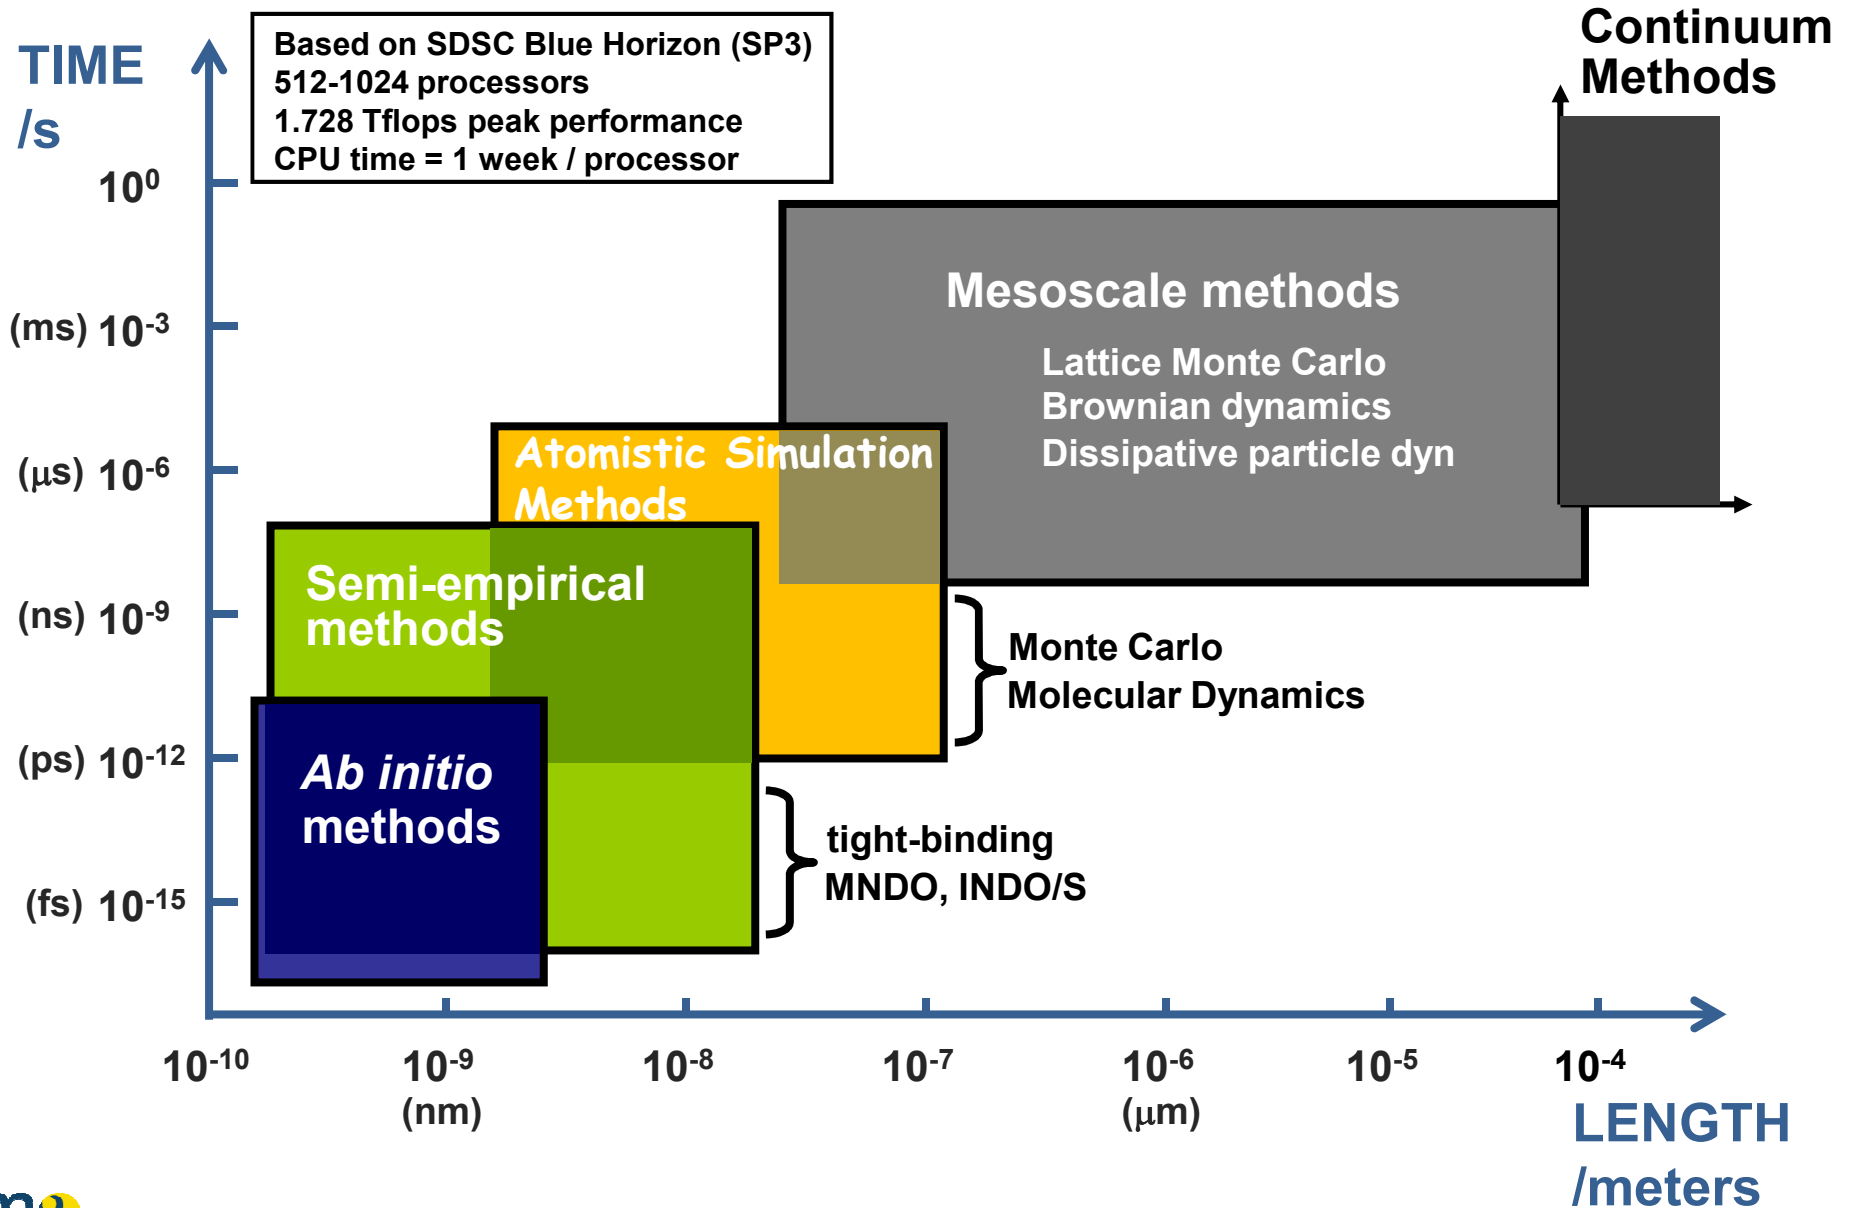 TIME
/s
Based on SDSC Blue Horizon (SP3)
512-1024 processors
1.728 Tflops peak performance
CPU time = 1 week / processor
Continuum
Methods
10⁰
(ms) 10⁻³
(μs) 10⁻⁶
(ns) 10⁻⁹
(ps) 10⁻¹²
(fs) 10⁻¹⁵
Mesoscale methods
Lattice Monte Carlo
Brownian dynamics
Dissipative particle dyn
Atomistic Simulation
Methods
Semi-empirical
methods
Monte Carlo
Molecular Dynamics
Ab initio
methods
tight-binding
MNDO, INDO/S
10⁻¹⁰
10⁻⁹
(nm)
10⁻⁸
10⁻⁷
10⁻⁶
(μm)
10⁻⁵
10⁻⁴
LENGTH
/meters